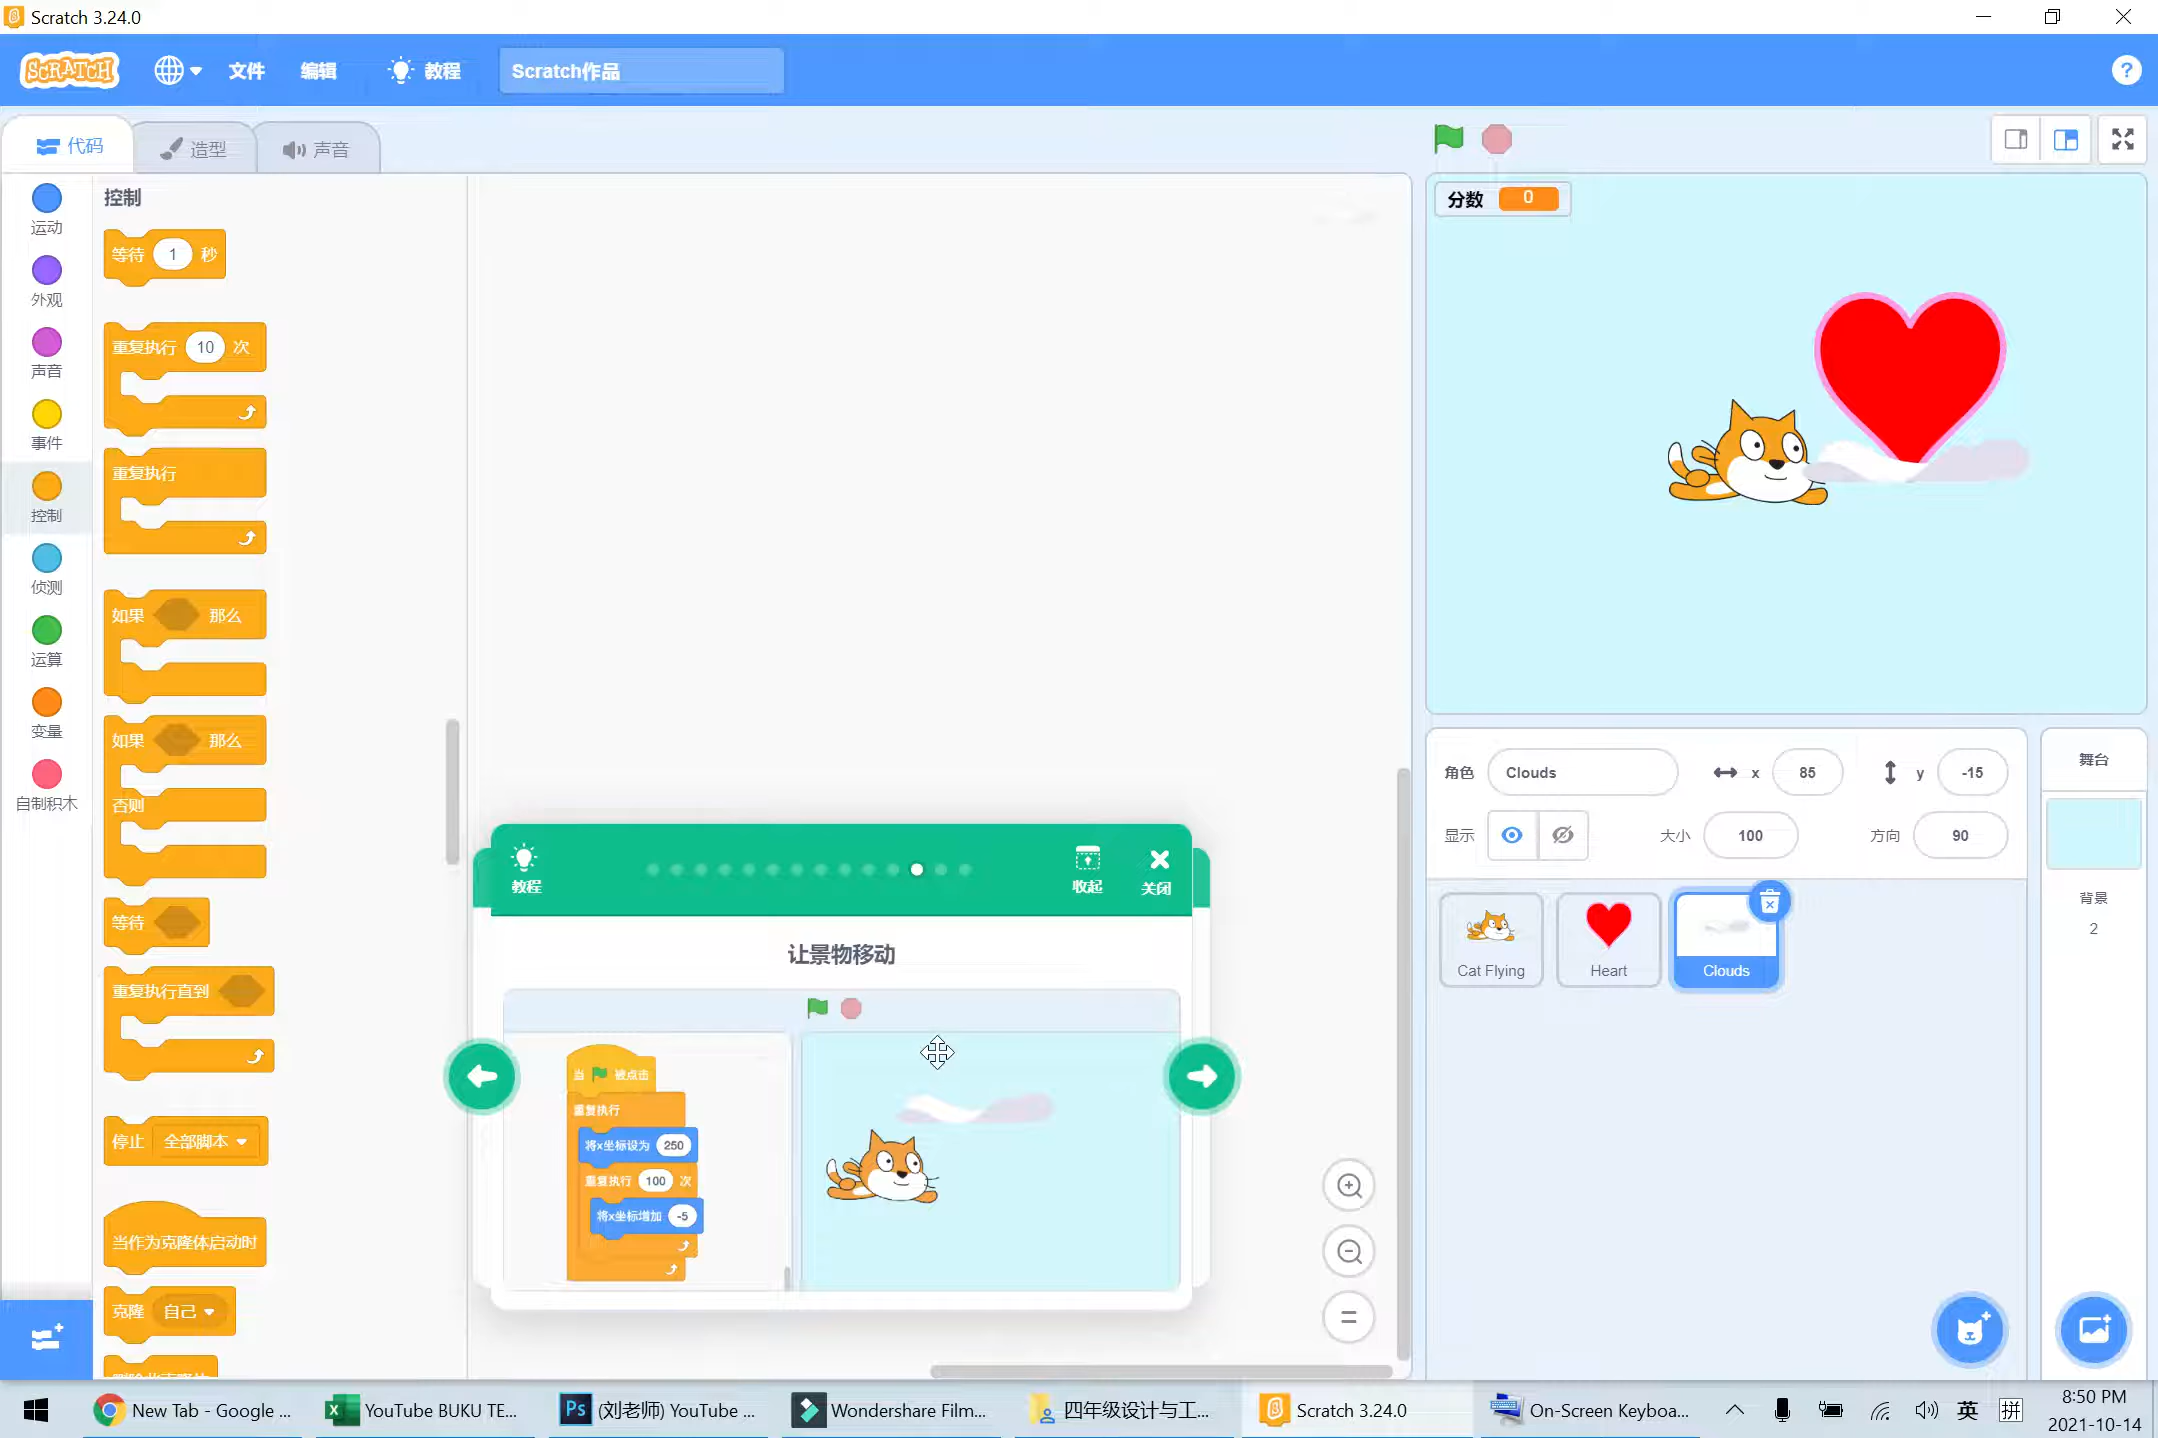 Scratch 3.24.0
SCRATCH
文件
编辑
教程
Scratch作品
?
代码
造型
声音
运动
外观
声音
事件
控制
侦测
运算
变量
自制积木
控制
等待 1 秒
重复执行 10 次
重复执行
如果 那么
如果 那么
否则
等待
重复执行直到
停止 全部脚本
当作为克隆体启动时
克隆 自己
教程
收起
关闭
让景物移动
当 被点击
重复执行
将x坐标设为 250
重复执行 100 次
将x坐标增加 -5
分数 0
角色 Clouds x 85 y -15
显示 大小 100 方向 90
Cat Flying
Heart
Clouds
舞台
背景
2
New Tab - Google ...
YouTube BUKU TE...
Ps
(刘老师) YouTube ...
Wondershare Film...
四年级设计与工...
Scratch 3.24.0
On-Screen Keyboa...
英
拼
8:50 PM
2021-10-14